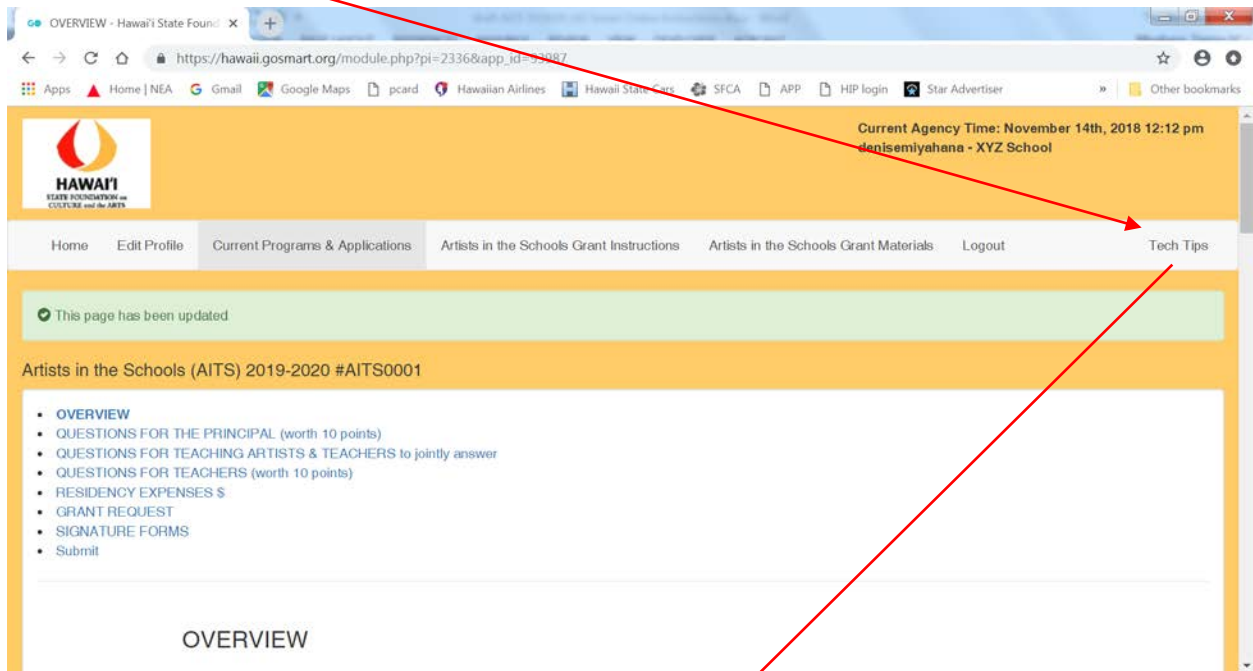 OVERVIEW - Hawai'i State Found
https://hawaii.gosmart.org/module.php?pi=2336&app_id=93987
Apps Home | NEA Gmail Google Maps pcard Hawaiian Airlines Hawaii State Cars SFCA APP HIP login Star Advertiser » Other bookmarks
Current Agency Time: November 14th, 2018 12:12 pm
denisemiyahana - XYZ School
HAWAI'I
STATE FOUNDATION on
CULTURE and the ARTS
Home Edit Profile Current Programs & Applications Artists in the Schools Grant Instructions Artists in the Schools Grant Materials Logout Tech Tips
This page has been updated
Artists in the Schools (AITS) 2019-2020 #AITS0001
• OVERVIEW
• QUESTIONS FOR THE PRINCIPAL (worth 10 points)
• QUESTIONS FOR TEACHING ARTISTS & TEACHERS to jointly answer
• QUESTIONS FOR TEACHERS (worth 10 points)
• RESIDENCY EXPENSES $
• GRANT REQUEST
• SIGNATURE FORMS
• Submit
OVERVIEW